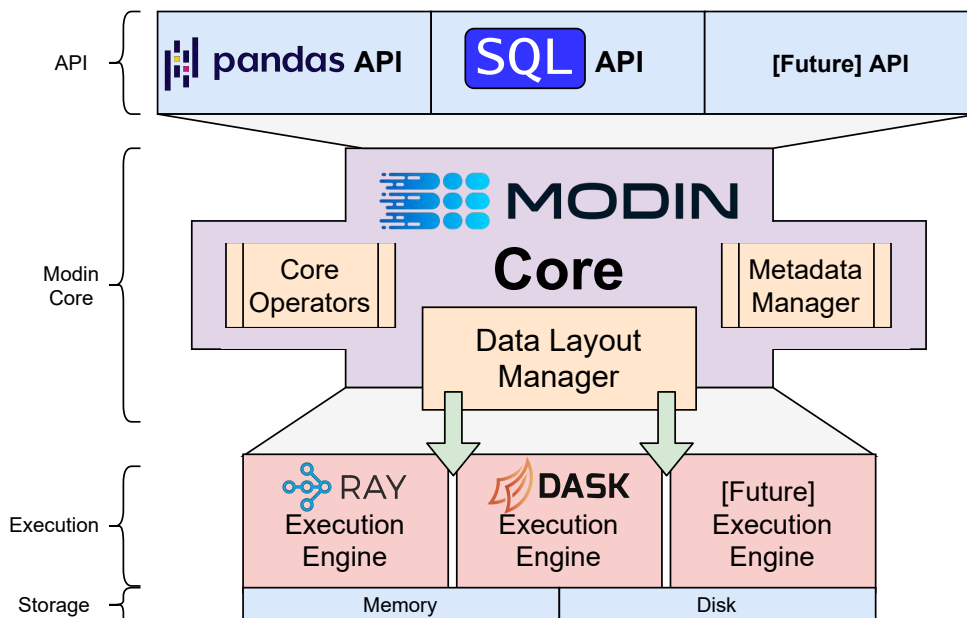 API
pandas API
SQL API
[Future] API
Modin
Core
MODIN
Core
Core
Operators
Metadada
Manager
Data Layout
Manager
Execution
RAY
Execution
Engine
DASK
Execution
Engine
[Future]
Execution
Engine
Storage
Memory
Disk